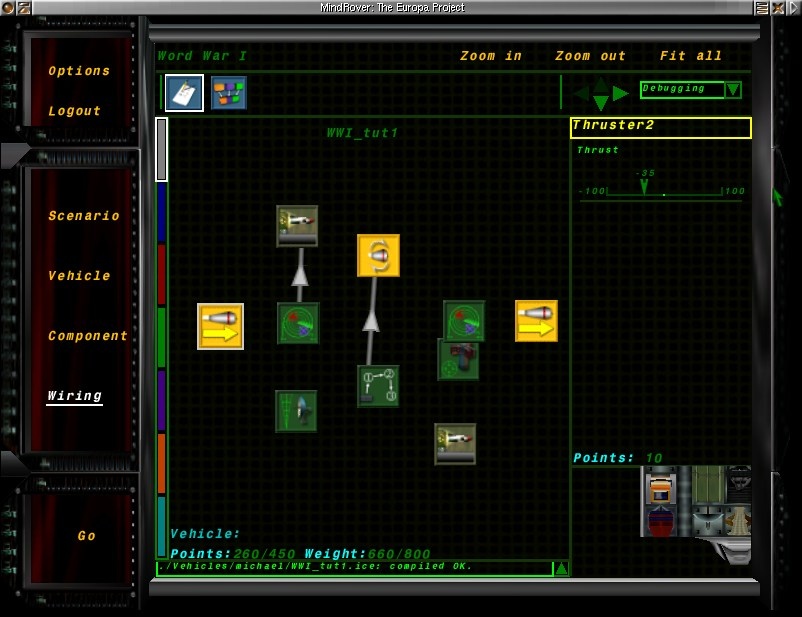 MindRover: The Europa Project
Options
Logout
Scenario
Vehicle
Component
Wiring
Go
Word War I
Zoom in Zoom out Fit all
Debugging
WWI_tut1
Thruster2
Thrust
-35
-100 100
Points: 10
Vehicle:
Points:260/450 Weight:660/800
./Vehicles/michael/WWI_tut1.ice: compiled OK.